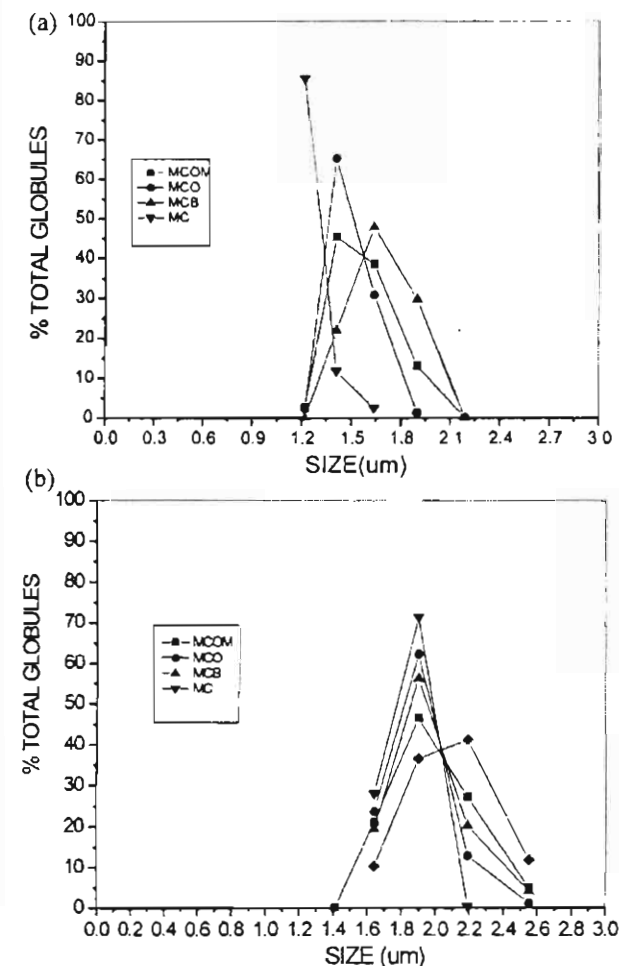 (a)
100
90
80
70
60
50
40
30
20
10
0
% TOTAL GLOBULES
MCOM
MCO
MCB
MC
0.0 0.3 0.6 0.9 1.2 1.5 1.8 2 1 2.4 2.7 3.0
SIZE(um)
(b)
100
90
80
70
60
50
40
30
20
10
0
% TOTAL GLOBULES
MCOM
MCO
MCB
MC
0.0 0.2 0.4 0.6 0.8 1.0 1.2 1.4 1.6 1.8 2.0 2.2 2.4 2.6 2.8 3.0
SIZE (um)